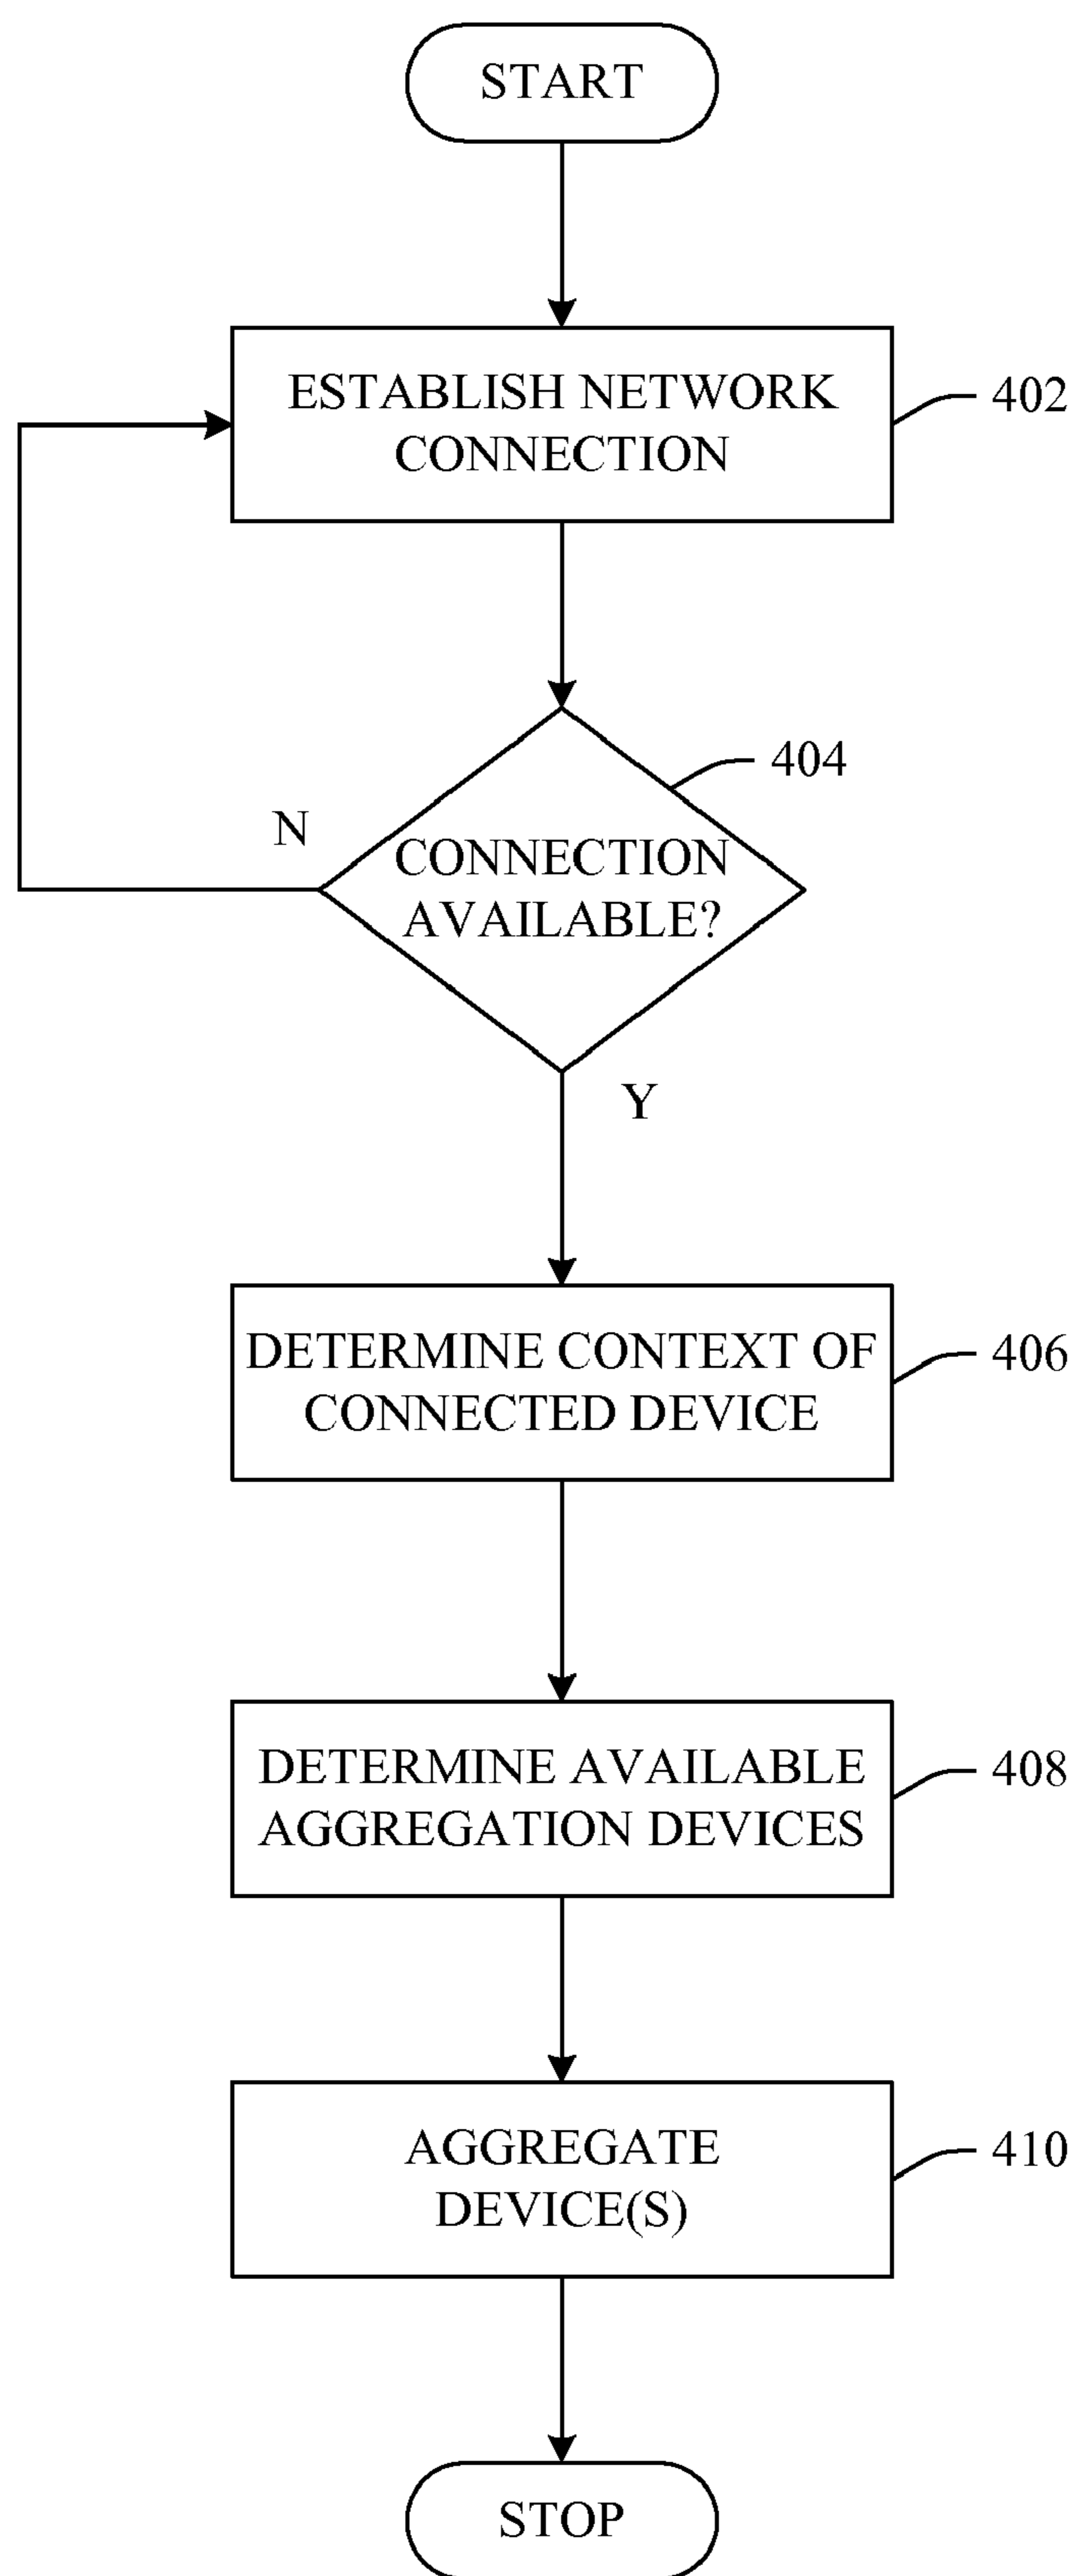 START
ESTABLISH NETWORK
CONNECTION
402
404
N
CONNECTION
AVAILABLE?
Y
DETERMINE CONTEXT OF
CONNECTED DEVICE
406
DETERMINE AVAILABLE
AGGREGATION DEVICES
408
AGGREGATE
DEVICE(S)
410
STOP